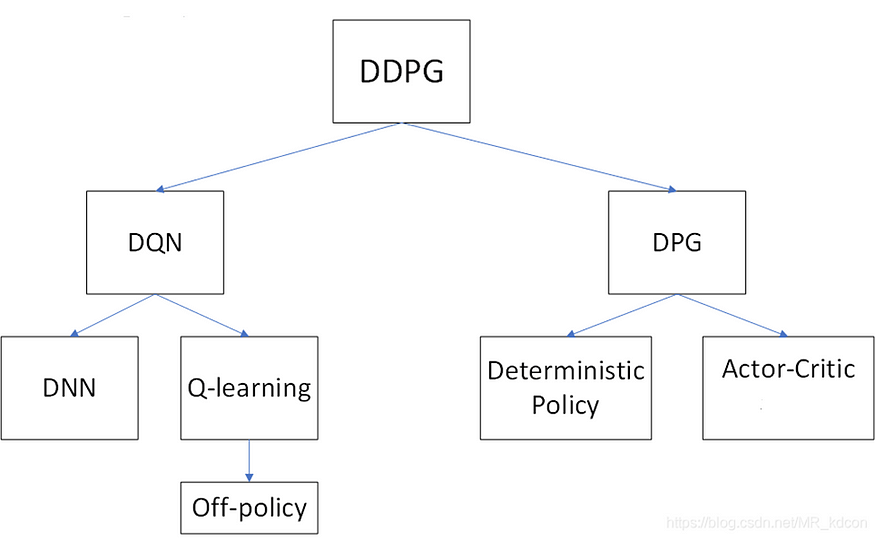 DDPG
DQN
DPG
DNN
Q-learning
Deterministic
Policy
Actor-Critic
Off-policy
https://blog.csdn.net/MR_kdcon